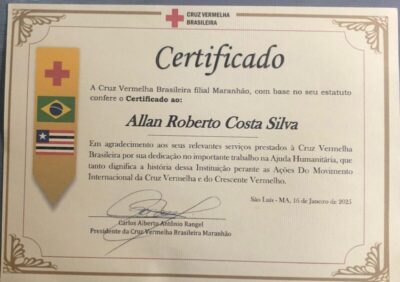 CRUZ VERMELHA
BRASILEIRA
Certificado
A Cruz Vermelha Brasileira filial Maranhão, com base no seu estatuto
confere o Certificado ao:
Allan Roberto Costa Silva
Em agradecimento aos seus relevantes serviços prestados à Cruz Vermelha
Brasileira por sua dedicação no importante trabalho na Ajuda Humanitária, que
tanto dignifica a história dessa Instituição perante as Ações Do Movimento
Internacional da Cruz Vermelha e do Crescente Vermelho.
São Luís - MA, 16 de Janeiro de 2025
Carlos Alberto Antônio Rangel
Presidente da Cruz Vermelha Brasileira Maranhão